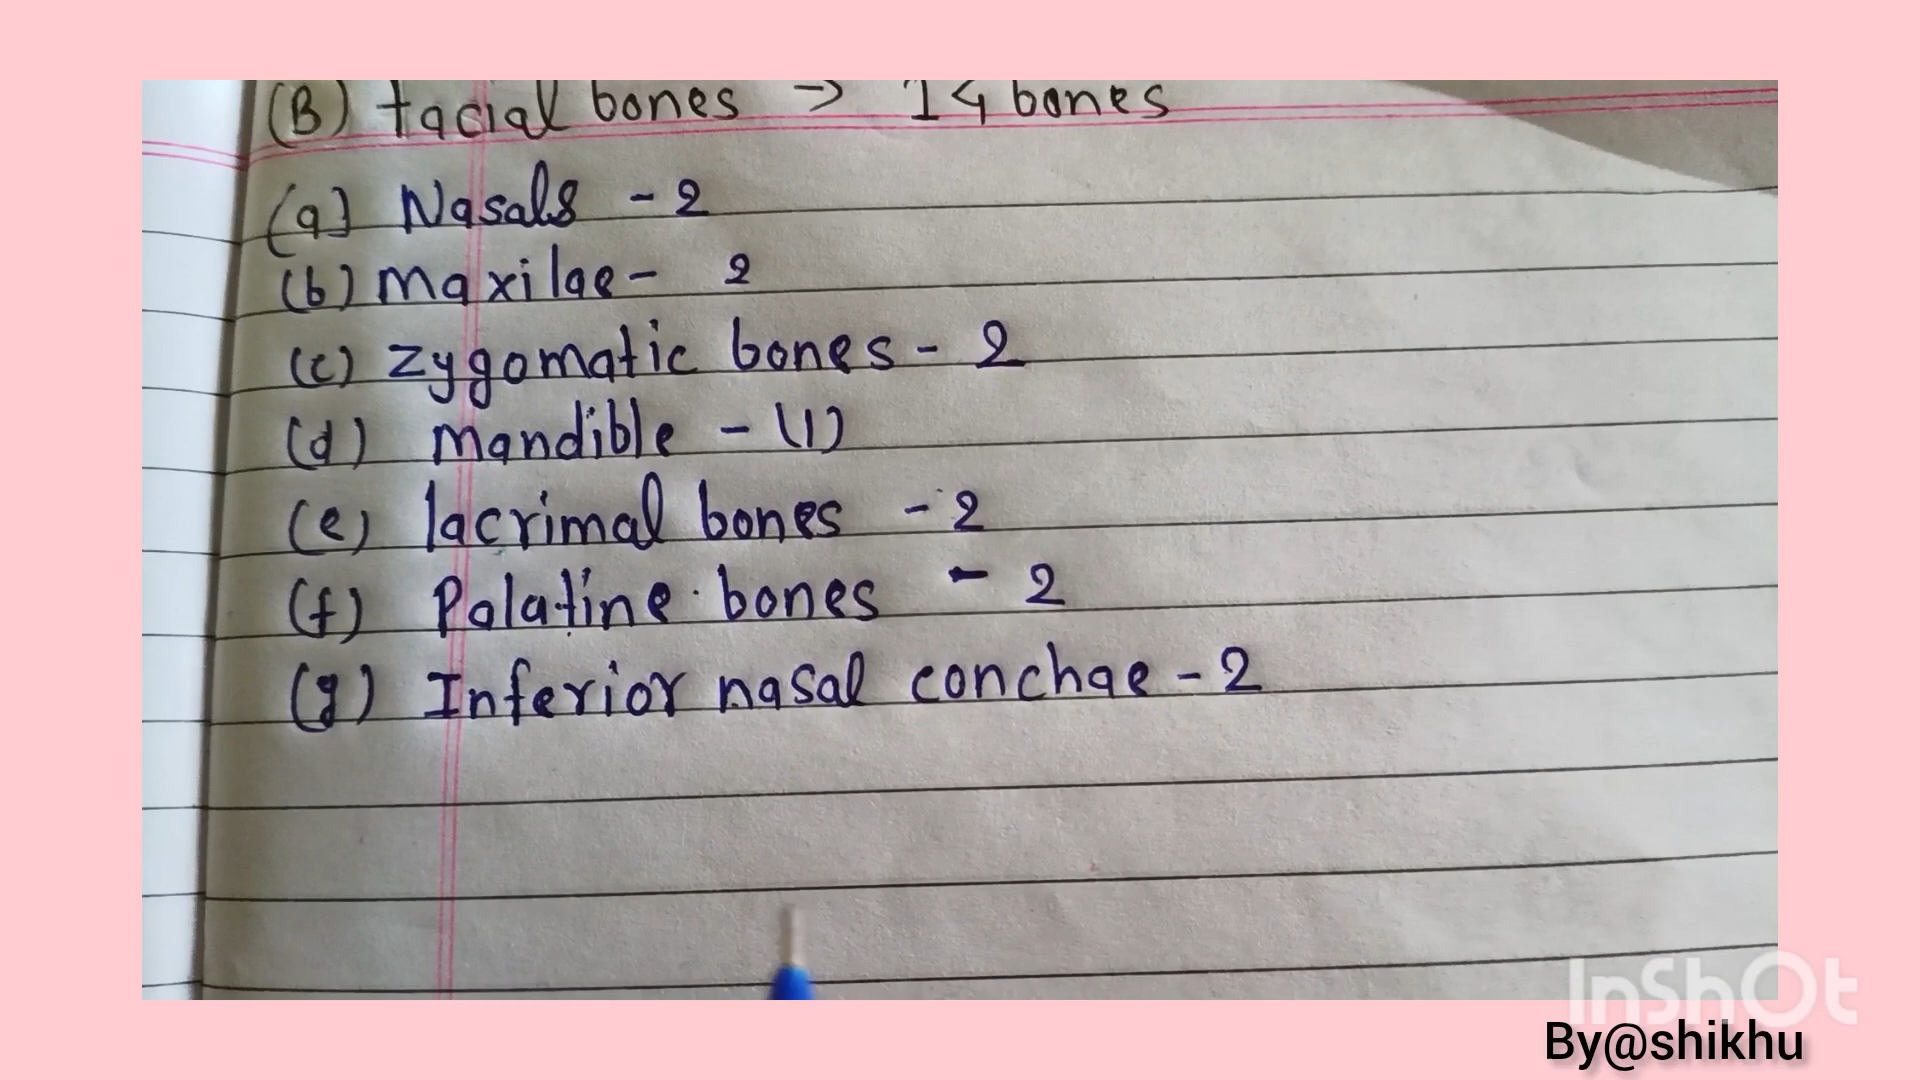 (B) facial bones → 14 bones
(a) Nasals - 2
(b) Maxilae - 2
(c) Zygomatic bones - 2
(d) Mandible - (1)
(e) lacrimal bones - 2
(f) Palatine bones - 2
(g) Inferior nasal conchae - 2
InShOt
By@shikhu